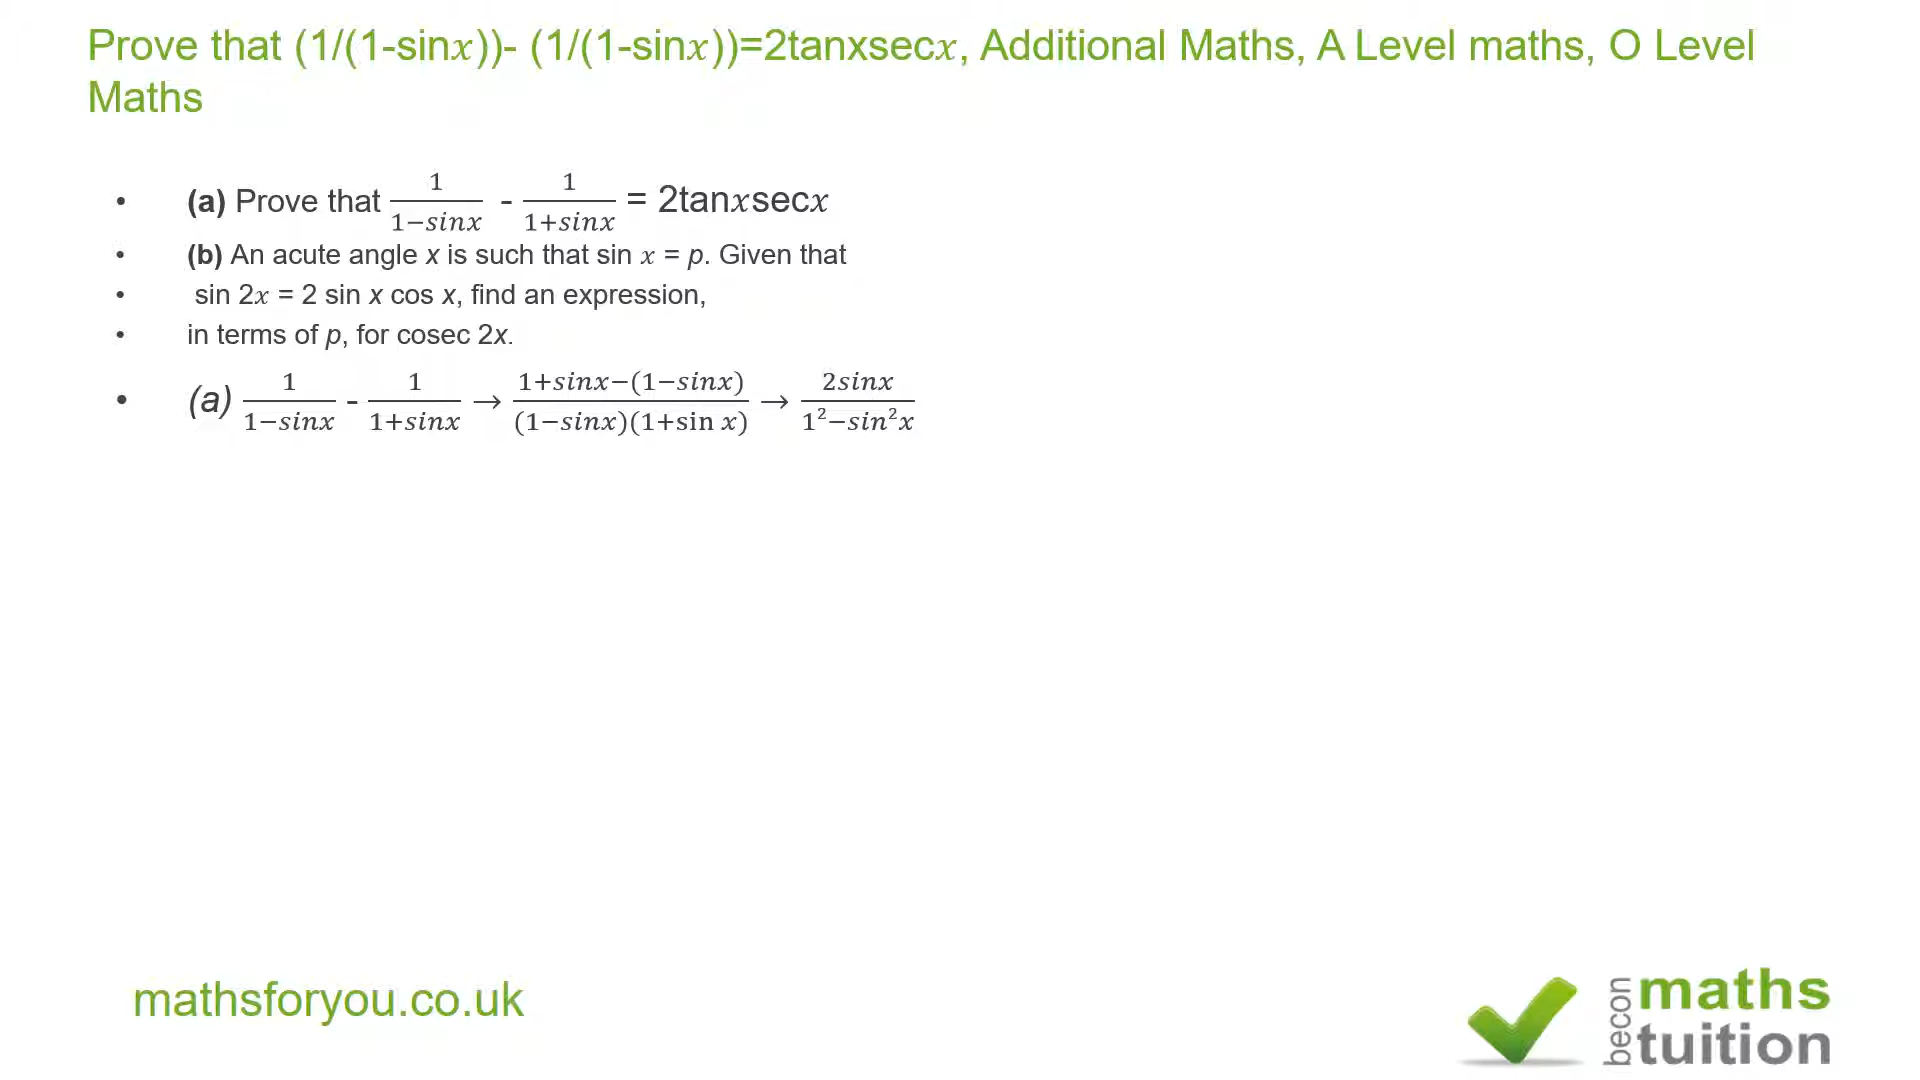 Prove that (1/(1-sin𝑥))- (1/(1-sin𝑥))=2tanxsec𝑥, Additional Maths, A Level maths, O Level
Maths
• (a) Prove that 1/(1−𝑠𝑖𝑛𝑥) - 1/(1+𝑠𝑖𝑛𝑥) = 2tan𝑥sec𝑥
• (b) An acute angle x is such that sin 𝑥 = p. Given that
• sin 2𝑥 = 2 sin x cos x, find an expression,
• in terms of p, for cosec 2x.
• (a) 1/(1−𝑠𝑖𝑛𝑥) - 1/(1+𝑠𝑖𝑛𝑥) → (1+𝑠𝑖𝑛𝑥−(1−𝑠𝑖𝑛𝑥))/((1−𝑠𝑖𝑛𝑥)(1+sin 𝑥)) → 2𝑠𝑖𝑛𝑥/(1²−𝑠𝑖𝑛²𝑥)
mathsforyou.co.uk
becon
maths
tuition